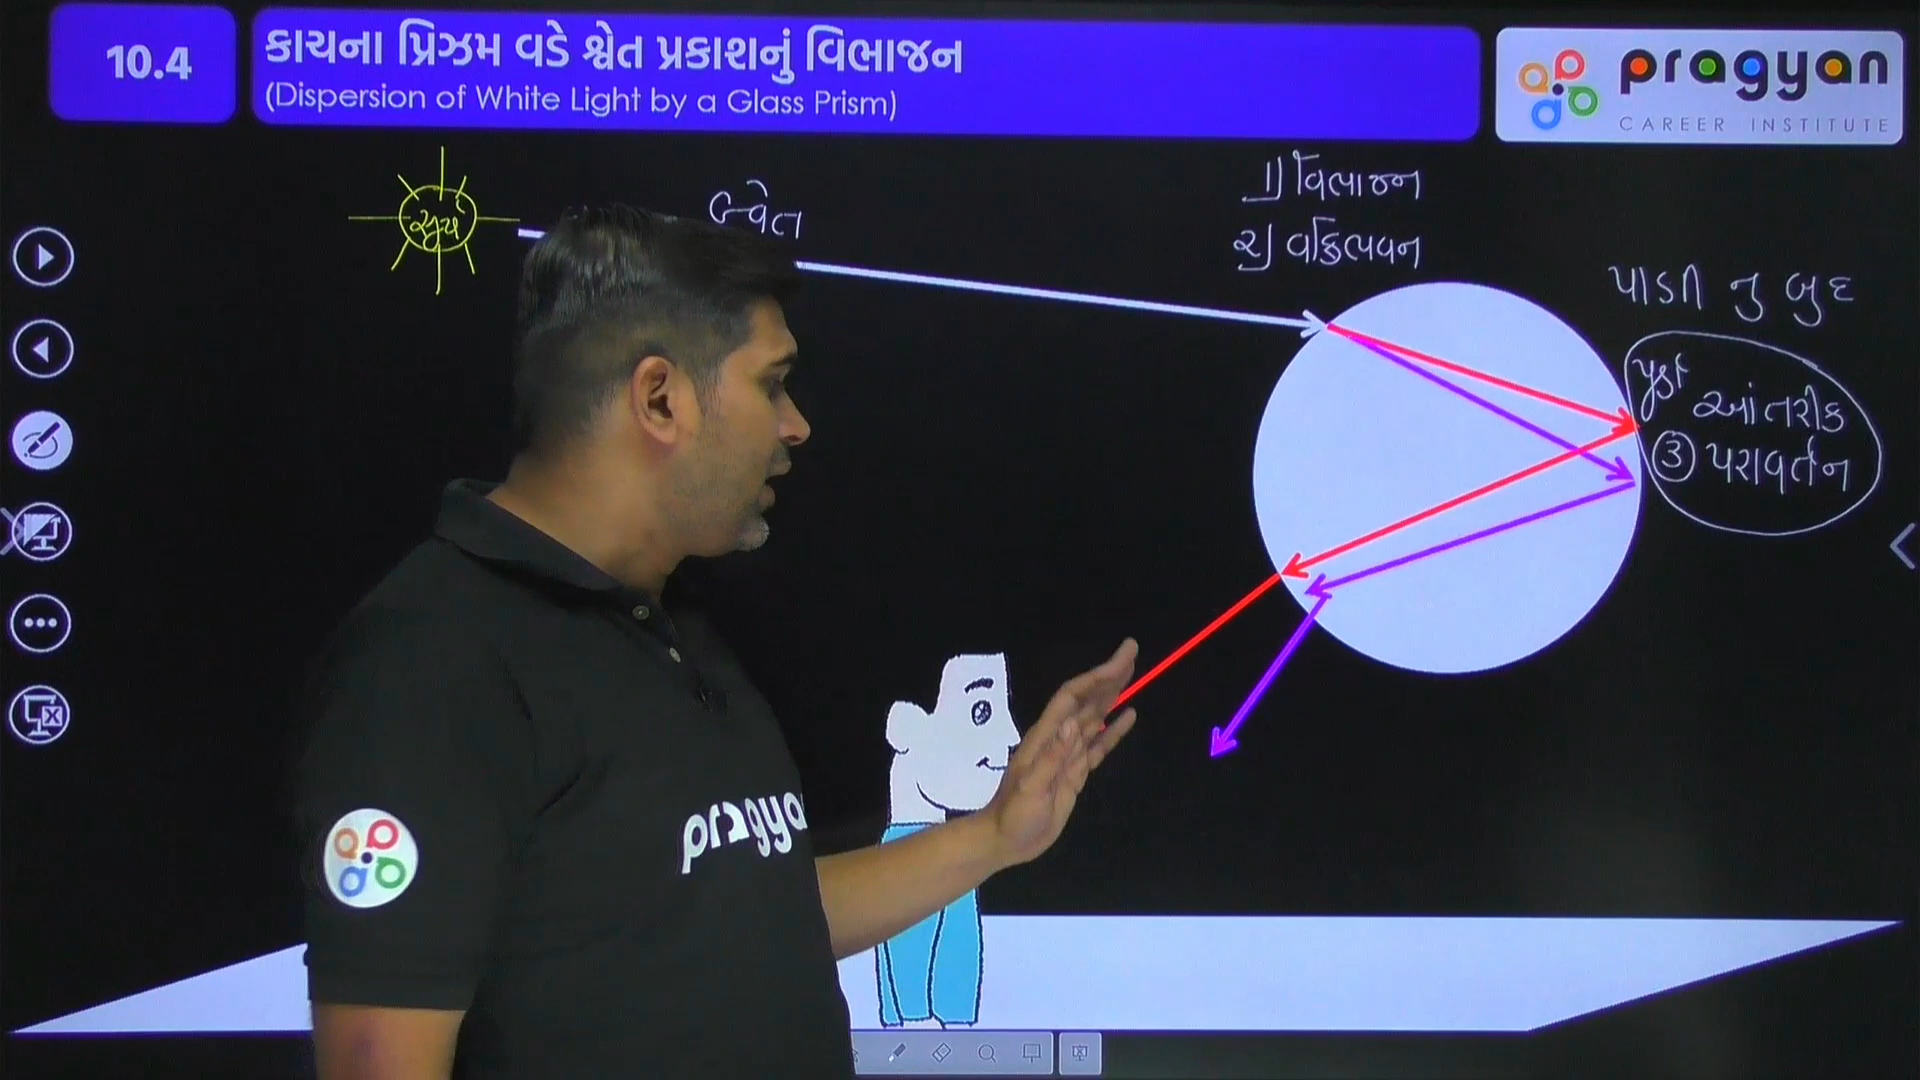 10.4
કાચના પ્રિઝમ વડે શ્વેત પ્રકાશનું વિભાજન
(Dispersion of White Light by a Glass Prism)
pragyan
CAREER INSTITUTE
સૂર્ય
શ્વેત
1) વિભાજન
૨) વક્રિભવન
પાણી નુ બુંદ
પૂર્ણ
આંતરીક
③ પરાવર્તન
pragya